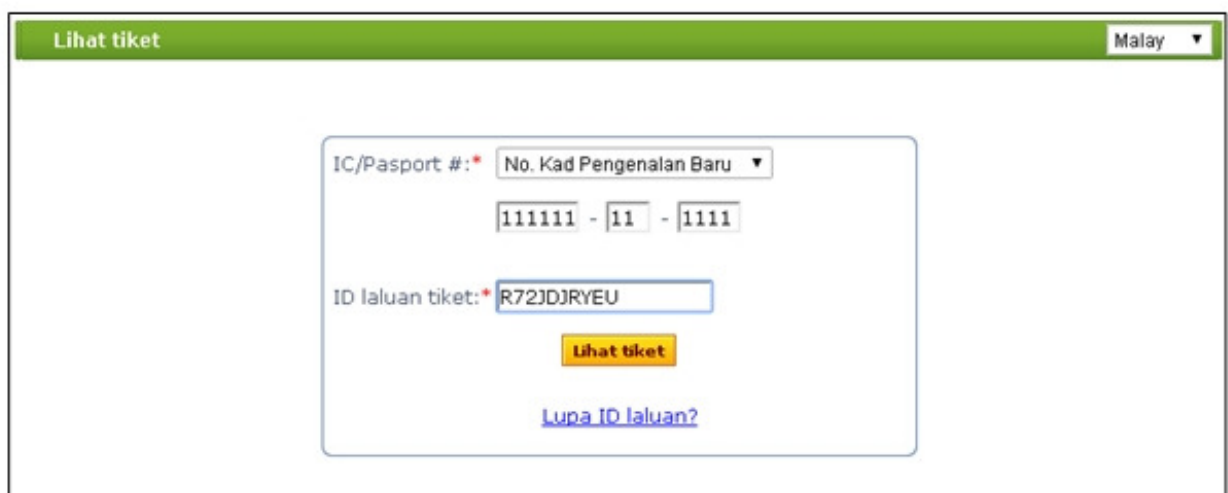 Lihat tiket Malay
IC/Pasport #:* No. Kad Pengenalan Baru
111111 - 11 - 1111
ID laluan tiket:* R72JDJRYEU
Lihat tiket
Lupa ID laluan?